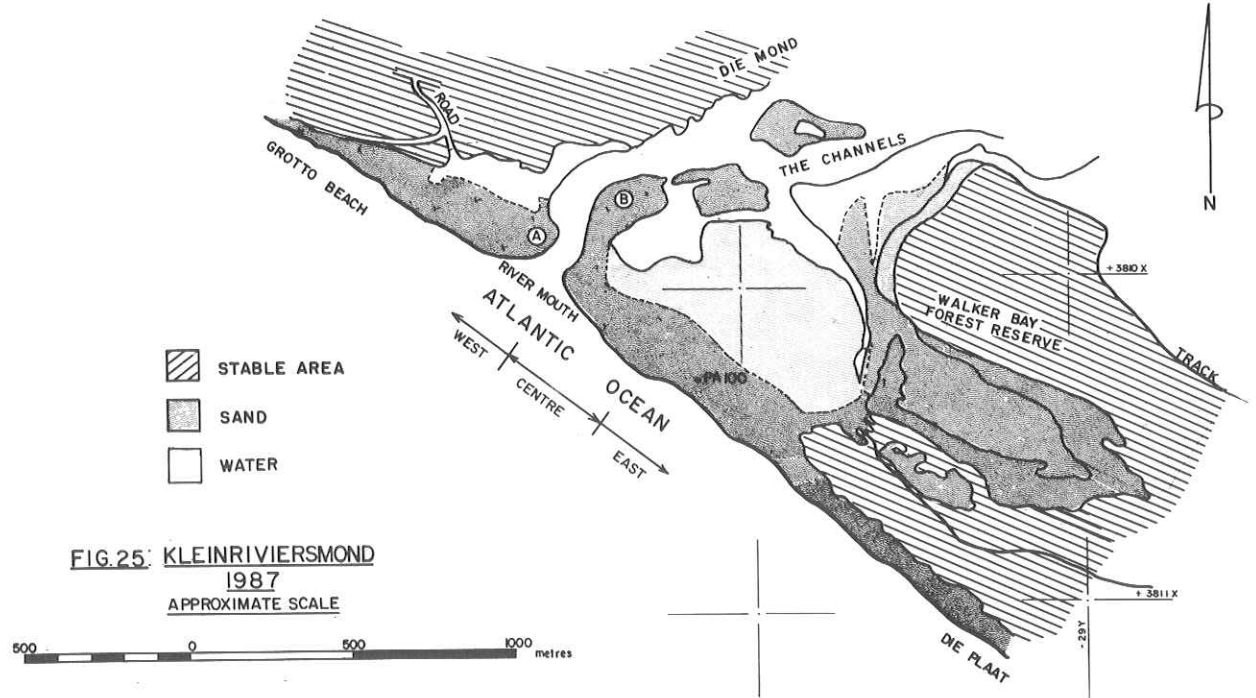 DIE MOND
ROAD
THE CHANNELS
N
GROTTO BEACH
B
A
RIVER MOUTH
+ 3810 X
ATLANTIC OCEAN
WALKER BAY
FOREST RESERVE
WEST
CENTRE
EAST
TRACK
PA100
STABLE AREA
SAND
WATER
FIG.25: KLEINRIVIERSMOND
1987
APPROXIMATE SCALE
500 0 500 1000 metres
+ 3811 X
- 29Y
DIE PLAAT